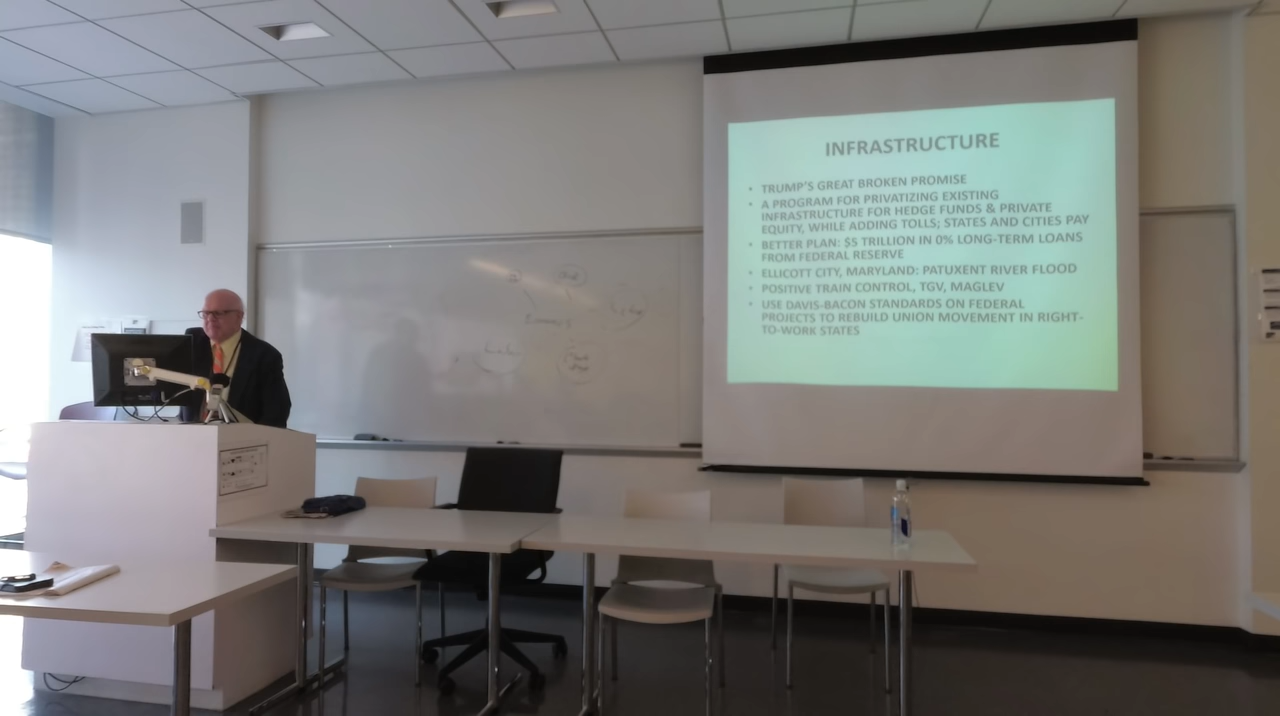 INFRASTRUCTURE
• TRUMP'S GREAT BROKEN PROMISE
• A PROGRAM FOR PRIVATIZING EXISTING
INFRASTRUCTURE FOR HEDGE FUNDS & PRIVATE
EQUITY, WHILE ADDING TOLLS; STATES AND CITIES PAY
• BETTER PLAN: $5 TRILLION IN 0% LONG-TERM LOANS
FROM FEDERAL RESERVE
• ELLICOTT CITY, MARYLAND: PATUXENT RIVER FLOOD
• POSITIVE TRAIN CONTROL, TGV, MAGLEV
• USE DAVIS-BACON STANDARDS ON FEDERAL
PROJECTS TO REBUILD UNION MOVEMENT IN RIGHT-
TO-WORK STATES